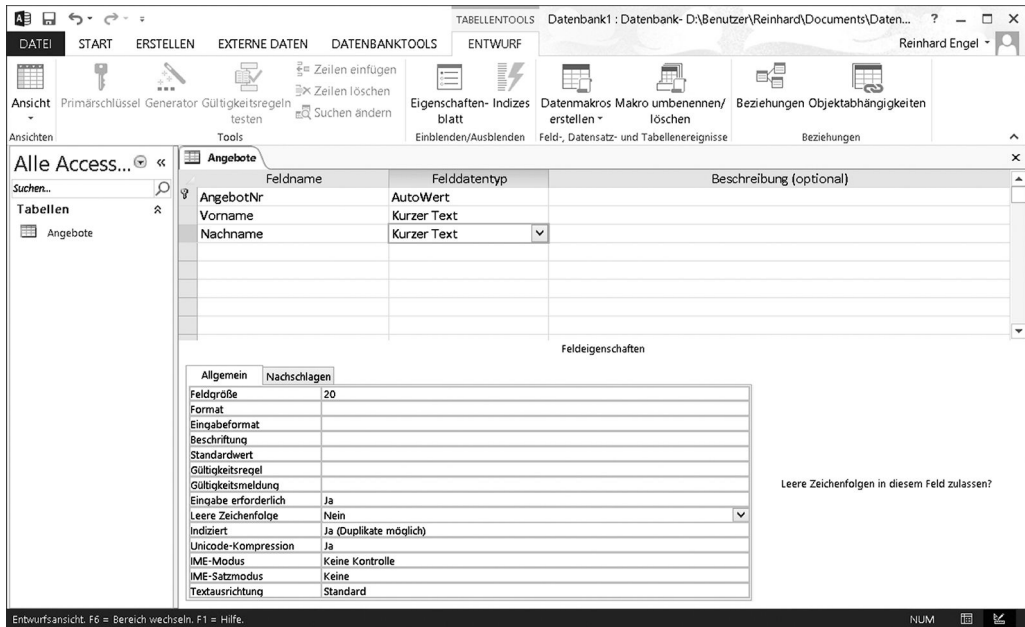 TABELLENTOOLS Datenbank1 : Datenbank- D:\Benutzer\Reinhard\Documents\Daten... ?
DATEI START ERSTELLEN EXTERNE DATEN DATENBANKTOOLS ENTWURF Reinhard Engel
Ansicht
Primärschlüssel Generator Gültigkeitsregeln testen
Zeilen einfügen
Zeilen löschen
Suchen ändern
Eigenschaften- blatt
Indizes
Datenmakros erstellen
Makro umbenennen/ löschen
Beziehungen Objektabhängigkeiten
Ansichten Tools Einblenden/Ausblenden Feld-, Datensatz- und Tabellenereignisse Beziehungen
Alle Access... «
Suchen...
Tabellen
Angebote
Angebote
Feldname Felddatentyp Beschreibung (optional)
AngebotNr AutoWert
Vorname Kurzer Text
Nachname Kurzer Text
Feldeigenschaften
Allgemein Nachschlagen
Feldgröße 20
Format
Eingabeformat
Beschriftung
Standardwert
Gültigkeitsregel
Gültigkeitsmeldung
Eingabe erforderlich Ja
Leere Zeichenfolge Nein
Indiziert Ja (Duplikate möglich)
Unicode-Kompression Ja
IME-Modus Keine Kontrolle
IME-Satzmodus Keine
Textausrichtung Standard
Leere Zeichenfolgen in diesem Feld zulassen?
Entwurfsansicht. F6 = Bereich wechseln. F1 = Hilfe. NUM